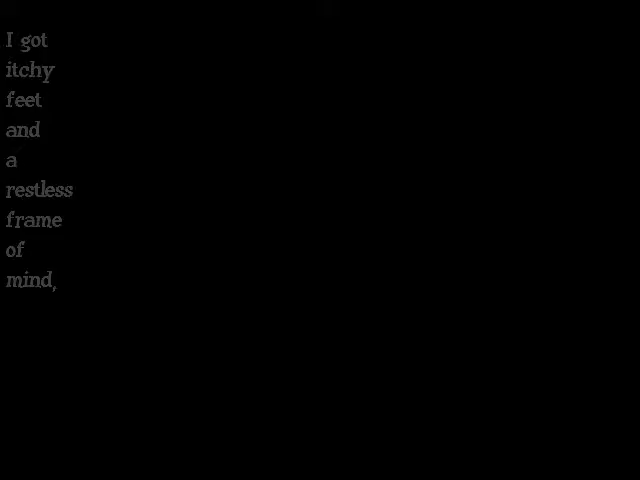 I got
itchy
feet
and
a
restless
frame
of
mind,